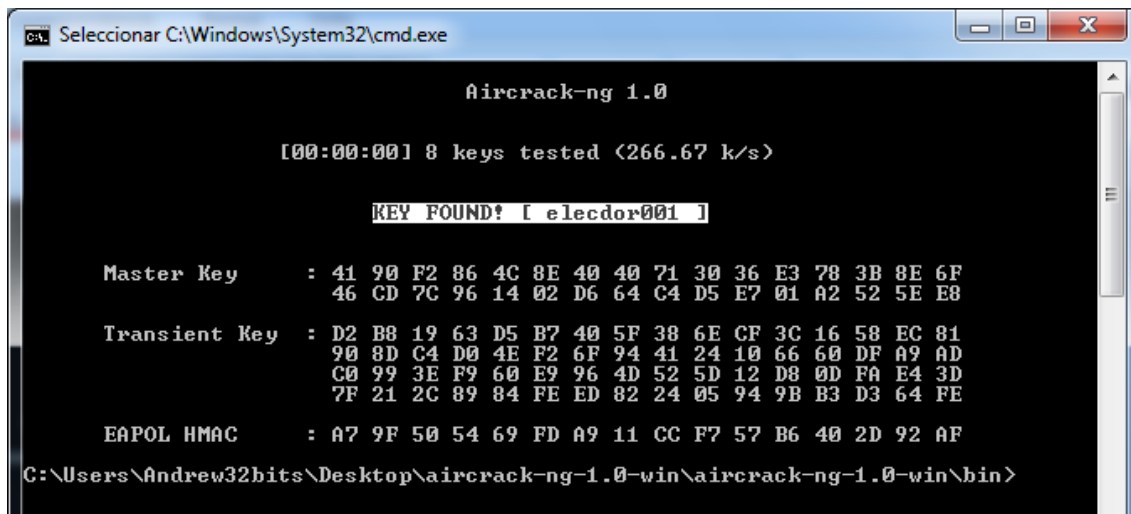 Seleccionar C:\Windows\System32\cmd.exe
Aircrack-ng 1.0
[00:00:00] 8 keys tested (266.67 k/s)
KEY FOUND! [ elecdor001 ]
Master Key : 41 90 F2 86 4C 8E 40 40 71 30 36 E3 78 3B 8E 6F
46 CD 7C 96 14 02 D6 64 C4 D5 E7 01 A2 52 5E E8
Transient Key : D2 B8 19 63 D5 B7 40 5F 38 6E CF 3C 16 58 EC 81
90 8D C4 D0 4E F2 6F 94 41 24 10 66 60 DF A9 AD
C0 99 3E F9 60 E9 96 4D 52 5D 12 D8 0D FA E4 3D
7F 21 2C 89 84 FE ED 82 24 05 94 9B B3 D3 64 FE
EAPOL HMAC : A7 9F 50 54 69 FD A9 11 CC F7 57 B6 40 2D 92 AF
C:\Users\Andrew32bits\Desktop\aircrack-ng-1.0-win\aircrack-ng-1.0-win\bin>